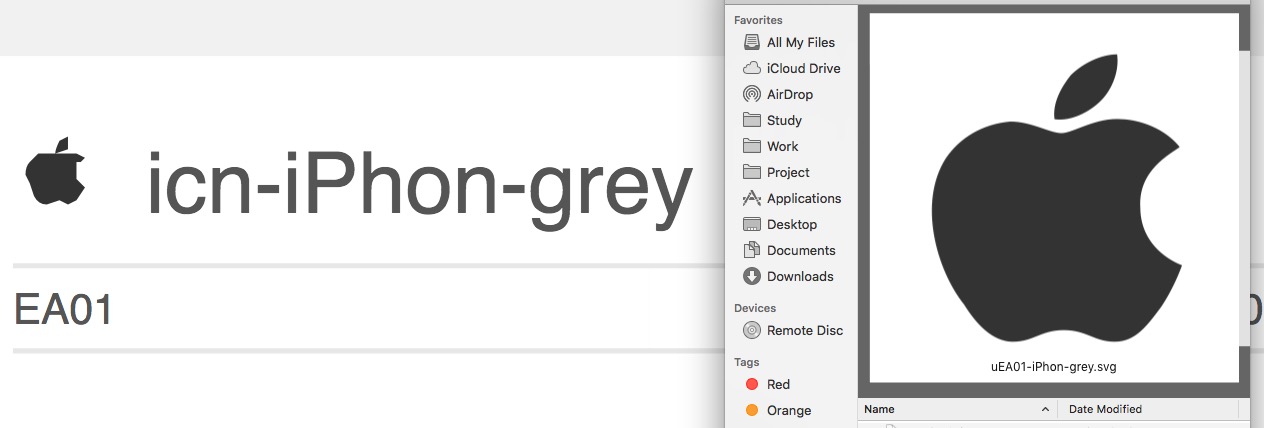 icn-iPhon-grey
EA01
Favorites
All My Files
iCloud Drive
AirDrop
Study
Work
Project
Applications
Desktop
Documents
Downloads
Devices
Remote Disc
Tags
Red
Orange
uEA01-iPhon-grey.svg
Name
Date Modified